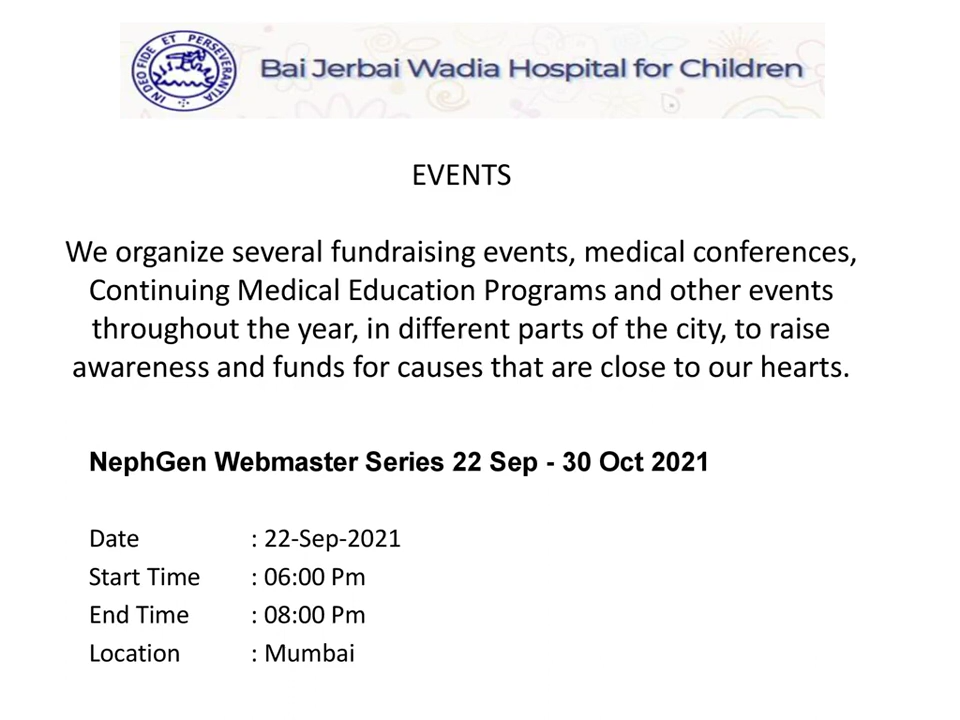 IN DEO FIDE ET PERSEVERANTIA
Bai Jerbai Wadia Hospital for Children
EVENTS
We organize several fundraising events, medical conferences,
Continuing Medical Education Programs and other events
throughout the year, in different parts of the city, to raise
awareness and funds for causes that are close to our hearts.
NephGen Webmaster Series 22 Sep - 30 Oct 2021
Date : 22-Sep-2021
Start Time : 06:00 Pm
End Time : 08:00 Pm
Location : Mumbai